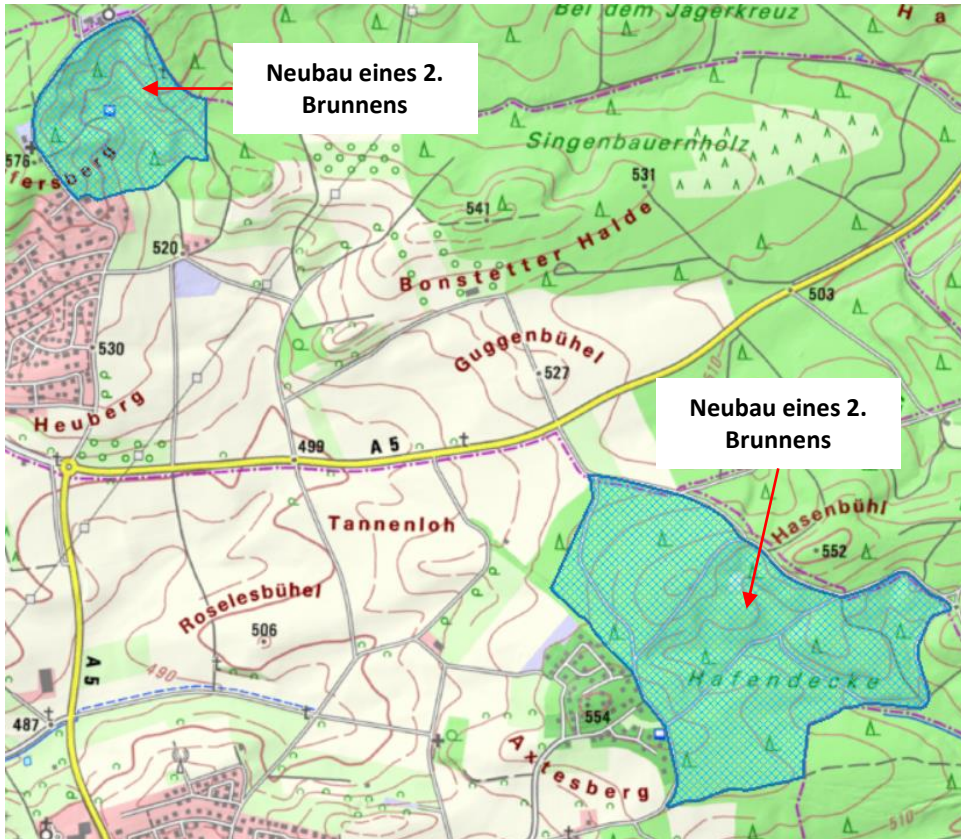 Bei dem Jägerkreuz
H a
Neubau eines 2.
Brunnens
Singenbauernholz
576
fersberg
531
541
520
Bonstetter Halde
503
530
Guggenbühel
510
527
Neubau eines 2.
Brunnens
Heuberg
A 5
499
Tannenloh
Hasenbühl
552
Roselesbühel
506
A 5
490
Hafendecke
487
554
Axtesberg
510